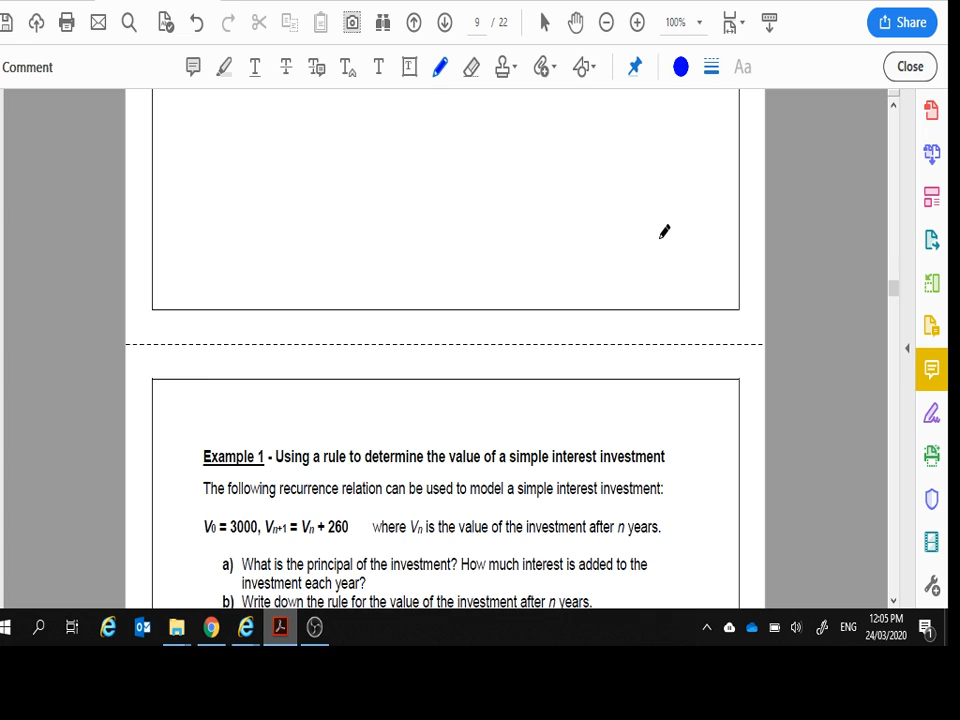 9 / 22
100%
Share
Comment
Aa
Close
Example 1 - Using a rule to determine the value of a simple interest investment
The following recurrence relation can be used to model a simple interest investment:
V0 = 3000, Vn+1 = Vn + 260 where Vn is the value of the investment after n years.
a) What is the principal of the investment? How much interest is added to the
investment each year?
b) Write down the rule for the value of the investment after n years.
ENG
12:05 PM
24/03/2020
1